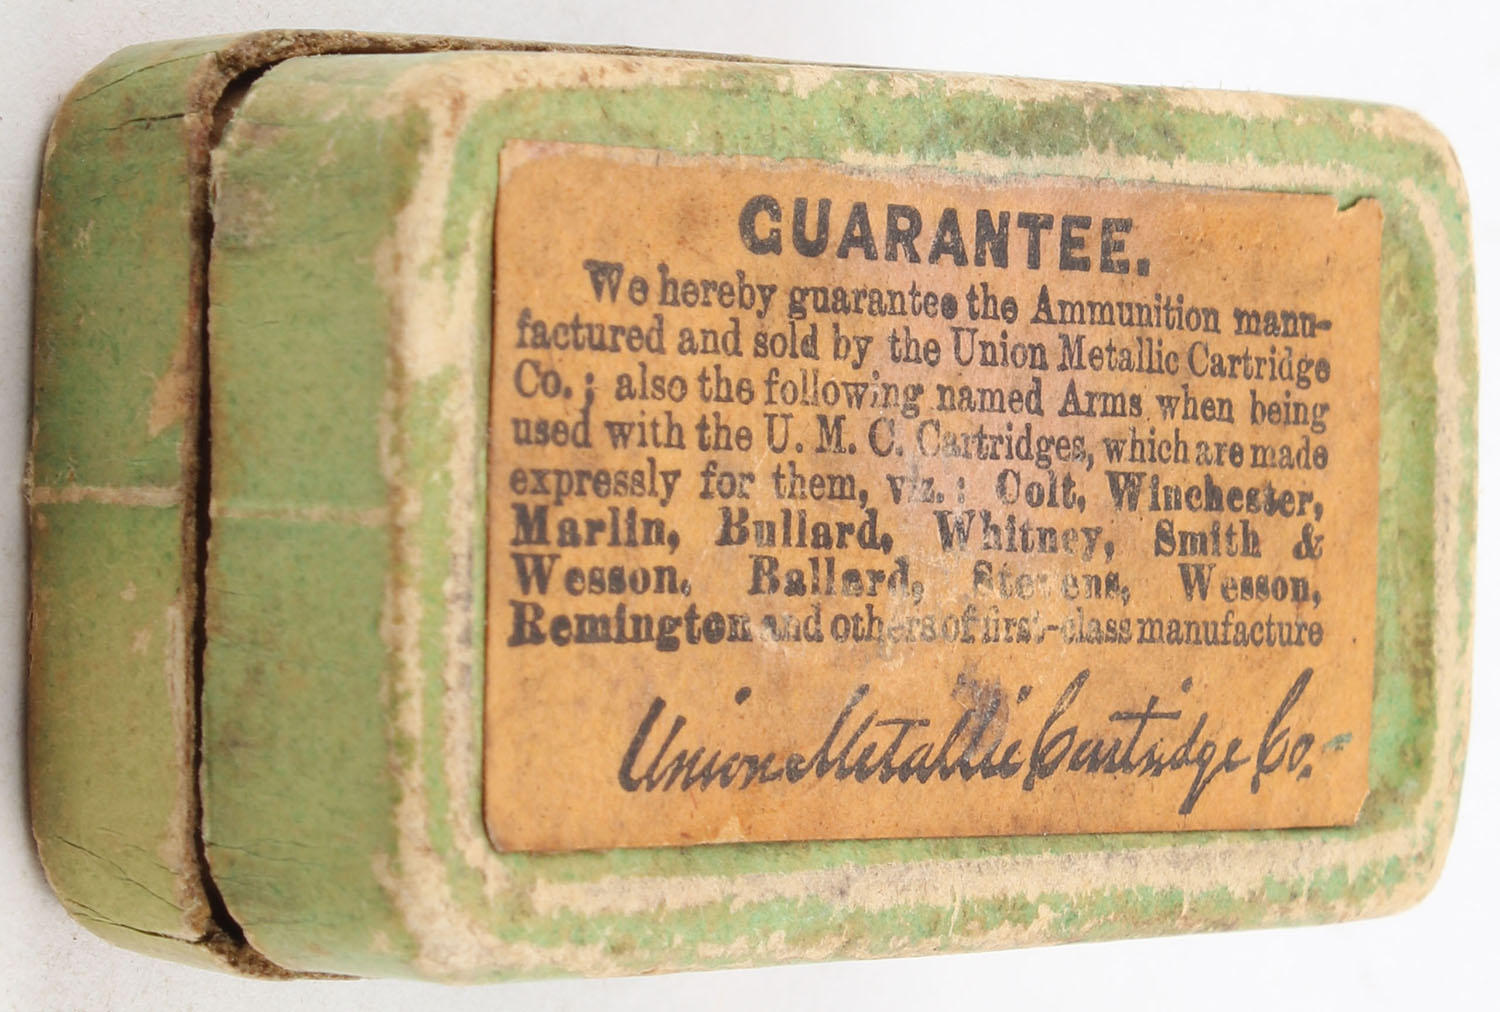 GUARANTEE.
We hereby guarantee the Ammunition manu-
factured and sold by the Union Metallic Cartridge
Co.; also the following named Arms when being
used with the U. M. C. Cartridges, which are made
expressly for them, viz.: Colt, Winchester,
Marlin, Bullard, Whitney, Smith &
Wesson, Ballard, Stevens, Wesson,
Remington and others of first-class manufacture
Union Metallic Cartridge Co.